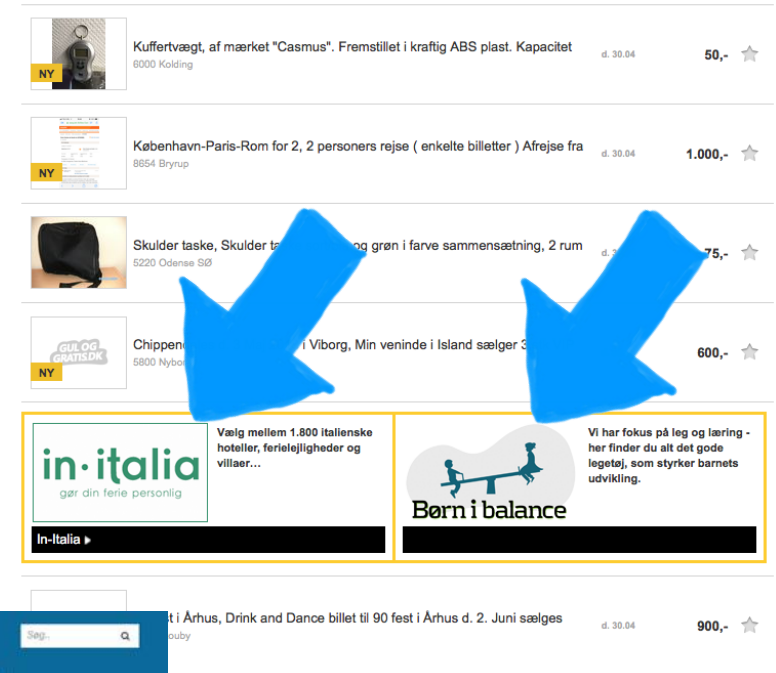 Kuffertvægt, af mærket "Casmus". Fremstillet i kraftig ABS plast. Kapacitet
6000 Kolding
d. 30.04
50,-
NY
København-Paris-Rom for 2, 2 personers rejse ( enkelte billetter ) Afrejse fra
8654 Bryrup
d. 30.04
1.000,-
NY
Skulder taske, Skulder og grøn i farve sammensætning, 2 rum
5220 Odense SØ
75,-
Chippen i Viborg, Min veninde i Island sælger
5800
600,-
GUL OG
GRATIS.DK
NY
in·italia
gør din ferie personlig
Vælg mellem 1.800 italienske
hoteller, ferielejligheder og
villaer...
In-Italia
Børn i balance
Vi har fokus på leg og læring -
her finder du alt det gode
legetøj, som styrker barnets
udvikling.
i Århus, Drink and Dance billet til 90 fest i Århus d. 2. Juni sælges
d. 30.04
900,-
Søg..